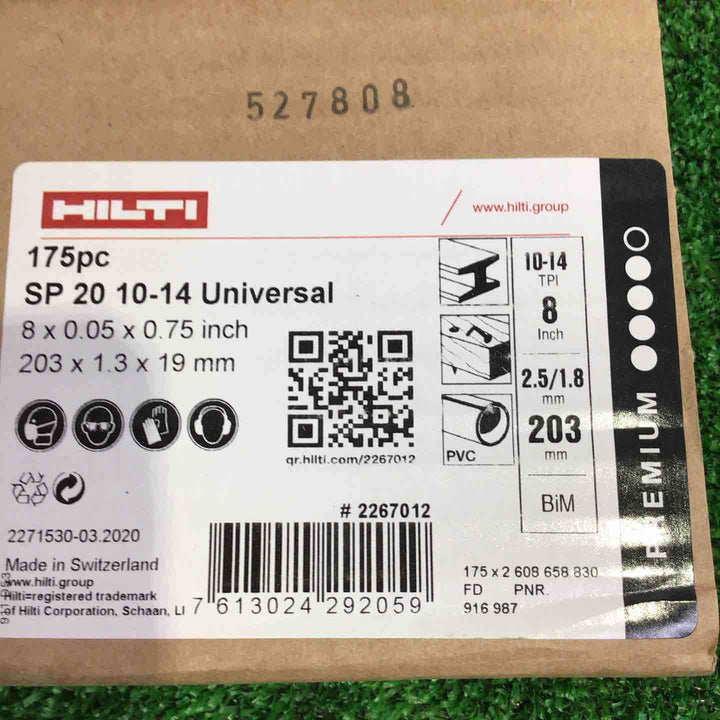 527808
HILTI
www.hilti.group
175pc
SP 20 10-14 Universal
8 x 0.05 x 0.75 inch
203 x 1.3 x 19 mm
qr.hilti.com/2267012
PVC
10-14
TPI
8
Inch
2.5/1.8
mm
203
mm
BiM
PREMIUM
# 2267012
2271530-03.2020
Made in Switzerland
www.hilti.group
Hilti=registered trademark
of Hilti Corporation, Schaan, LI
7 613024 292059
175 x 2 608 658 830
FD PNR.
916 987